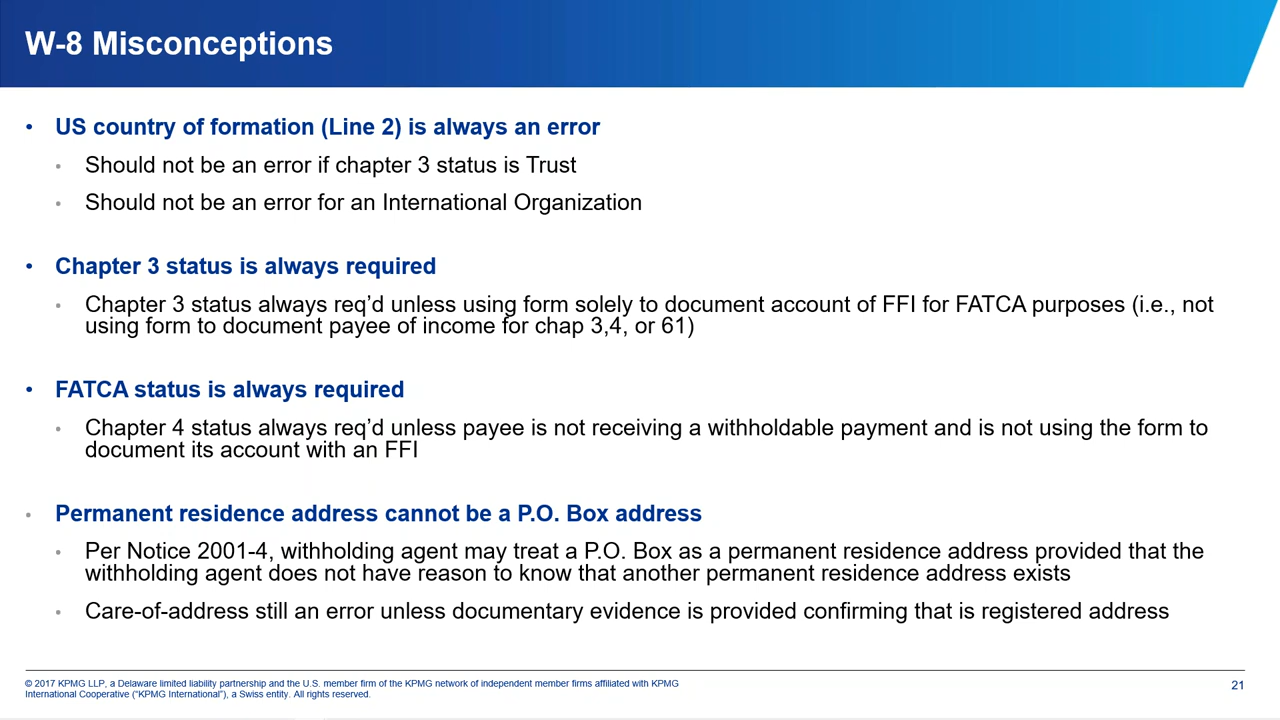 W-8 Misconceptions
• US country of formation (Line 2) is always an error
• Should not be an error if chapter 3 status is Trust
• Should not be an error for an International Organization
• Chapter 3 status is always required
• Chapter 3 status always req’d unless using form solely to document account of FFI for FATCA purposes (i.e., not
using form to document payee of income for chap 3,4, or 61)
• FATCA status is always required
• Chapter 4 status always req’d unless payee is not receiving a withholdable payment and is not using the form to
document its account with an FFI
• Permanent residence address cannot be a P.O. Box address
• Per Notice 2001-4, withholding agent may treat a P.O. Box as a permanent residence address provided that the
withholding agent does not have reason to know that another permanent residence address exists
• Care-of-address still an error unless documentary evidence is provided confirming that is registered address
© 2017 KPMG LLP, a Delaware limited liability partnership and the U.S. member firm of the KPMG network of independent member firms affiliated with KPMG
International Cooperative (“KPMG International”), a Swiss entity. All rights reserved.
21